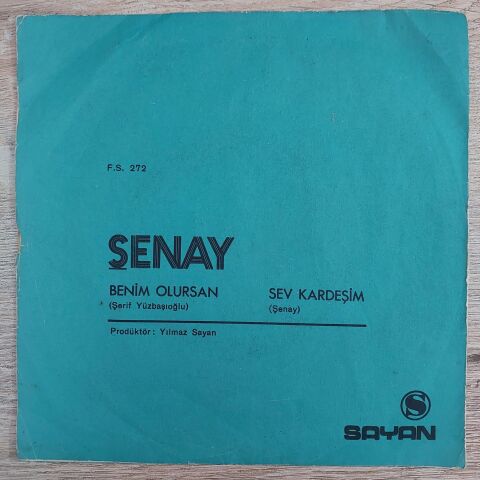 F.S. 272
ŞENAY
BENİM OLURSAN
(Şerif Yüzbaşıoğlu)
SEV KARDEŞİM
(Şenay)
Prodüktör: Yılmaz Sayan
S
SAYAN